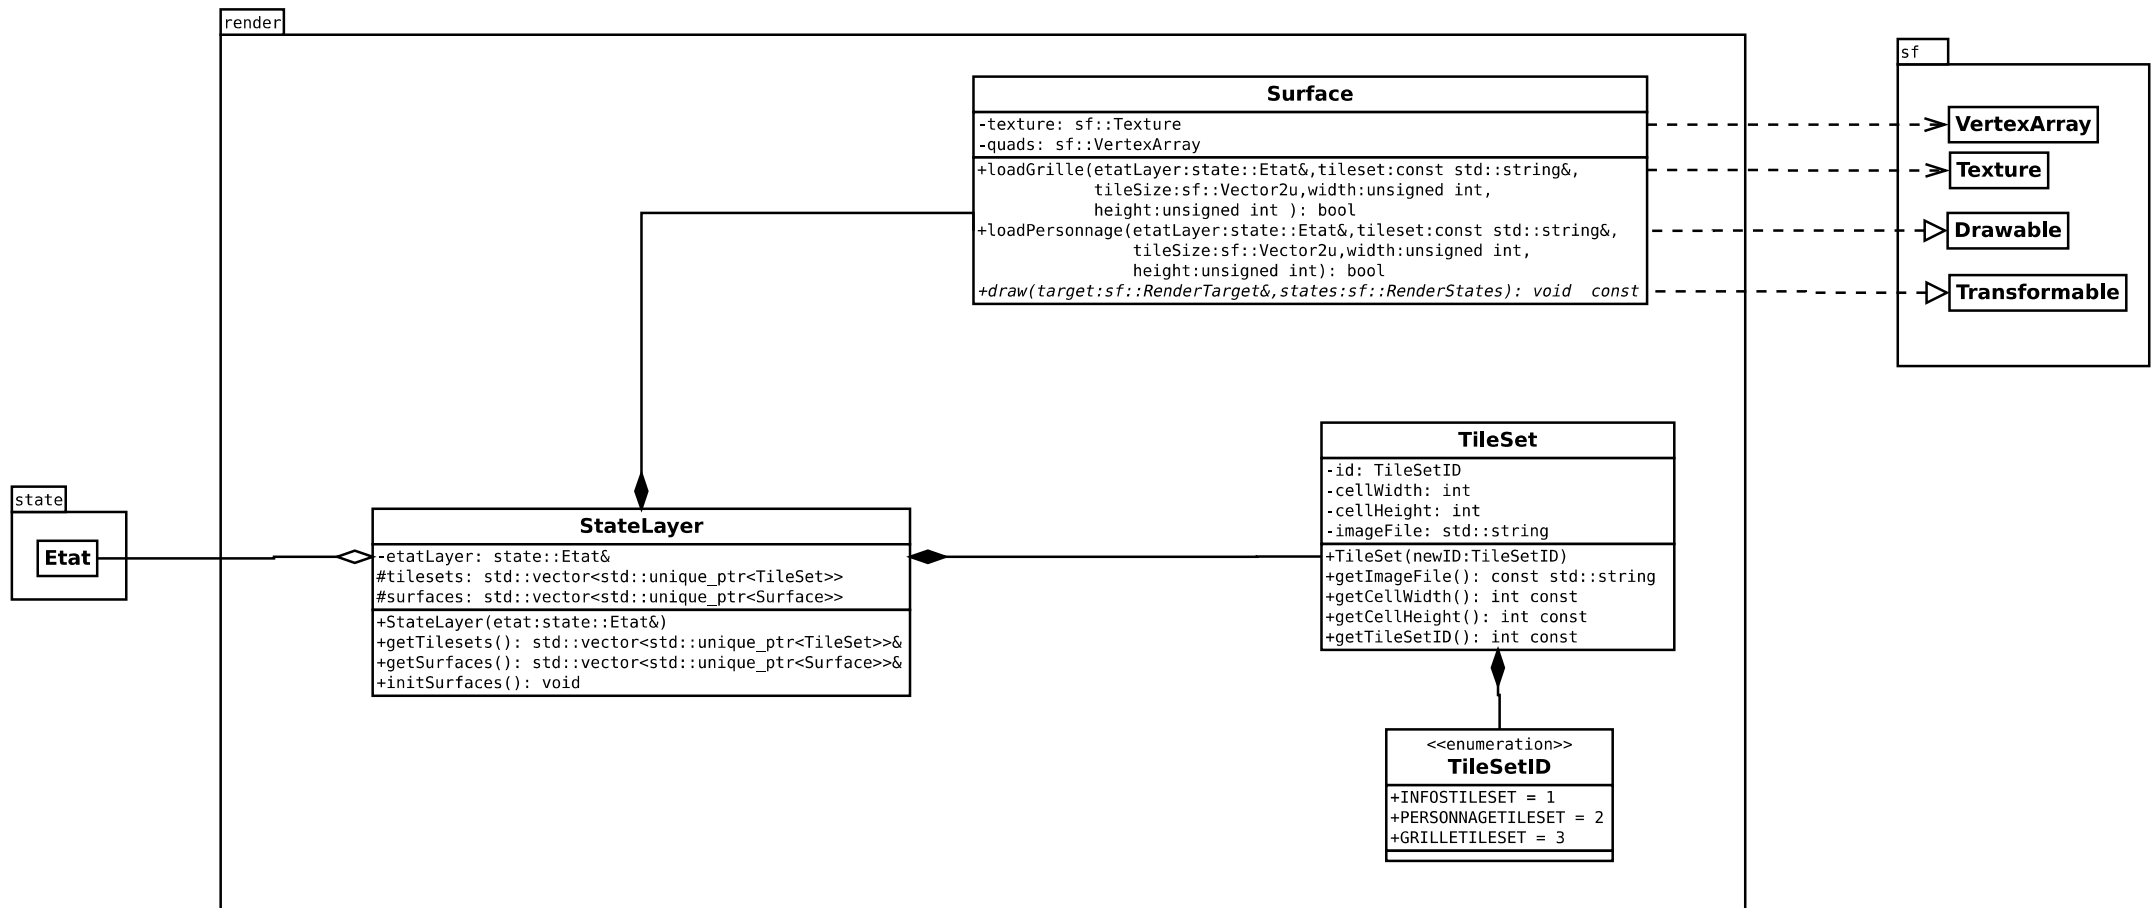 render
Surface
-texture: sf::Texture
-quads: sf::VertexArray
+loadGrille(etatLayer:state::Etat&,tileset:const std::string&,
tileSize:sf::Vector2u,width:unsigned int,
height:unsigned int ): bool
+loadPersonnage(etatLayer:state::Etat&,tileset:const std::string&,
tileSize:sf::Vector2u,width:unsigned int,
height:unsigned int): bool
+draw(target:sf::RenderTarget&,states:sf::RenderStates): void  const
sf
VertexArray
Texture
Drawable
Transformable
state
Etat
StateLayer
-etatLayer: state::Etat&
#tilesets: std::vector<std::unique_ptr<TileSet>>
#surfaces: std::vector<std::unique_ptr<Surface>>
+StateLayer(etat:state::Etat&)
+getTilesets(): std::vector<std::unique_ptr<TileSet>>&
+getSurfaces(): std::vector<std::unique_ptr<Surface>>&
+initSurfaces(): void
TileSet
-id: TileSetID
-cellWidth: int
-cellHeight: int
-imageFile: std::string
+TileSet(newID:TileSetID)
+getImageFile(): const std::string
+getCellWidth(): int const
+getCellHeight(): int const
+getTileSetID(): int const
<<enumeration>>
TileSetID
+INFOSTILESET = 1
+PERSONNAGETILESET = 2
+GRILLETILESET = 3